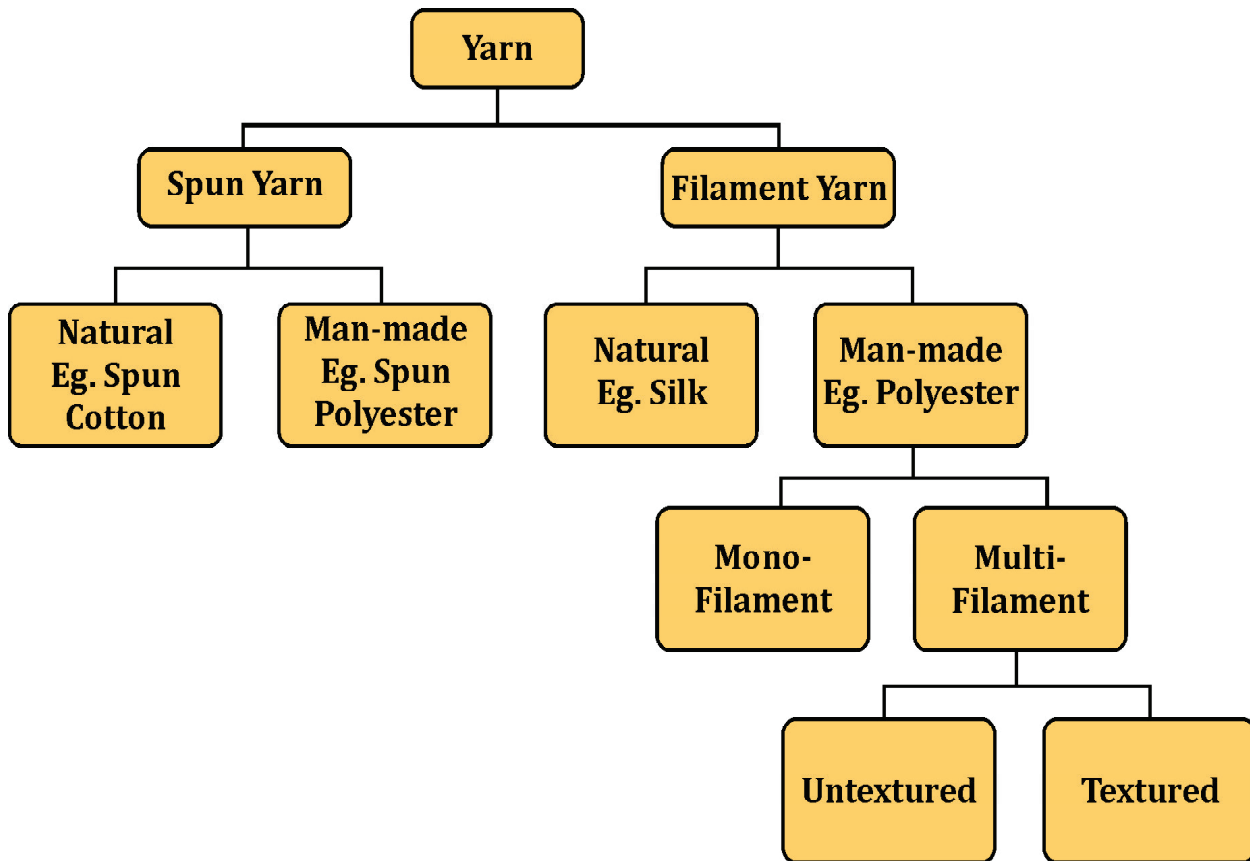 Yarn
Spun Yarn
Filament Yarn
Natural
Eg. Spun
Cotton
Man-made
Eg. Spun
Polyester
Natural
Eg. Silk
Man-made
Eg. Polyester
Mono-
Filament
Multi-
Filament
Untextured
Textured